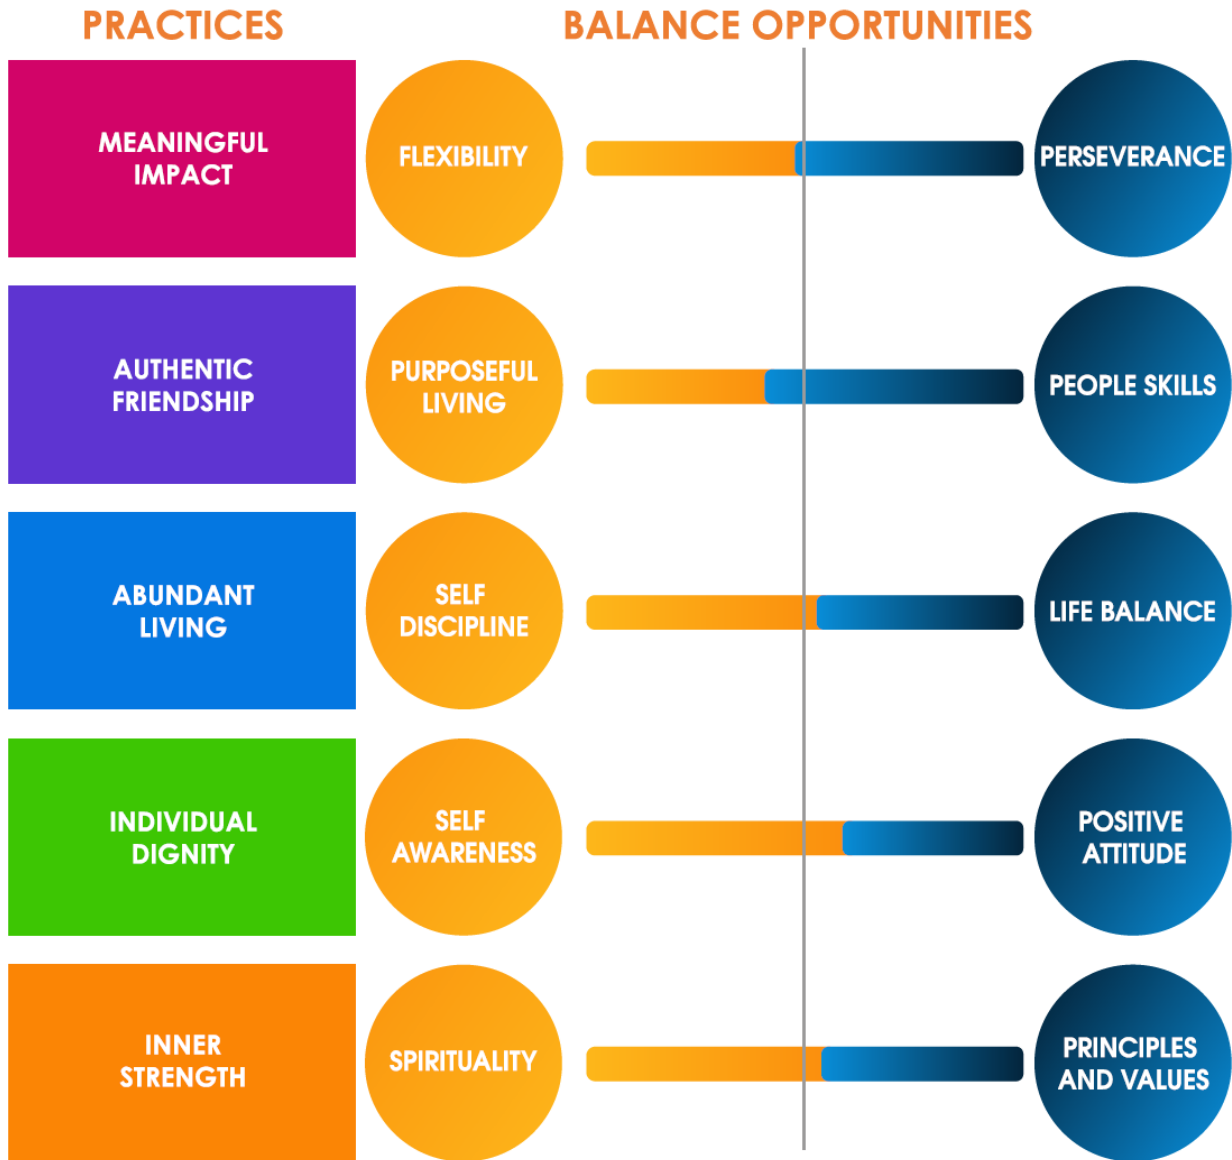 PRACTICES
BALANCE OPPORTUNITIES
MEANINGFUL
IMPACT
FLEXIBILITY
PERSEVERANCE
AUTHENTIC
FRIENDSHIP
PURPOSEFUL
LIVING
PEOPLE SKILLS
ABUNDANT
LIVING
SELF
DISCIPLINE
LIFE BALANCE
INDIVIDUAL
DIGNITY
SELF
AWARENESS
POSITIVE
ATTITUDE
INNER
STRENGTH
SPIRITUALITY
PRINCIPLES
AND VALUES